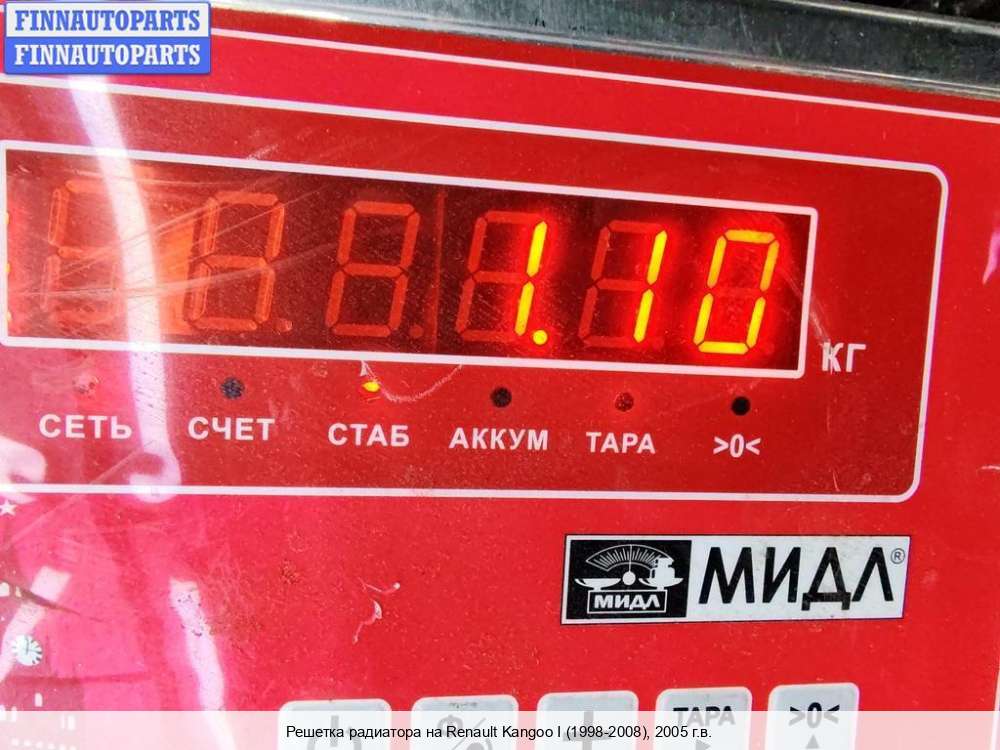 FINNAUTOPARTS
FINNAUTOPARTS
1.10
КГ
СЕТЬ СЧЕТ СТАБ АККУМ ТАРА >0<
МИДЛ МИДЛ®
ТАРА >0<
Решетка радиатора на Renault Kangoo I (1998-2008), 2005 г.в.